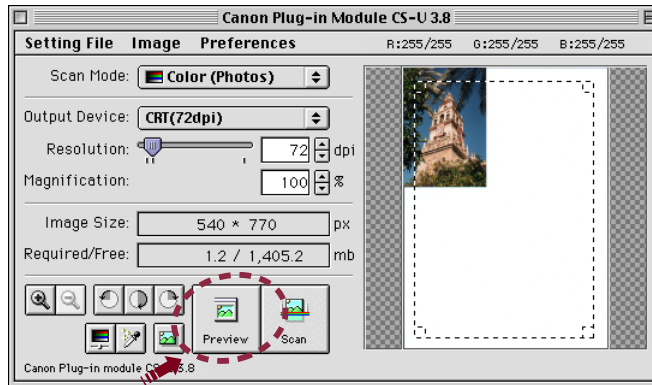 Canon Plug-in Module CS-U 3.8
Setting File Image Preferences R:255/255 G:255/255 B:255/255
Scan Mode: Color (Photos)
Output Device: CRT(72dpi)
Resolution: 72 dpi
Magnification: 100 %
Image Size: 540 * 770 px
Required/Free: 1.2 / 1,405.2 mb
Preview Scan
Canon Plug-in module 3.8